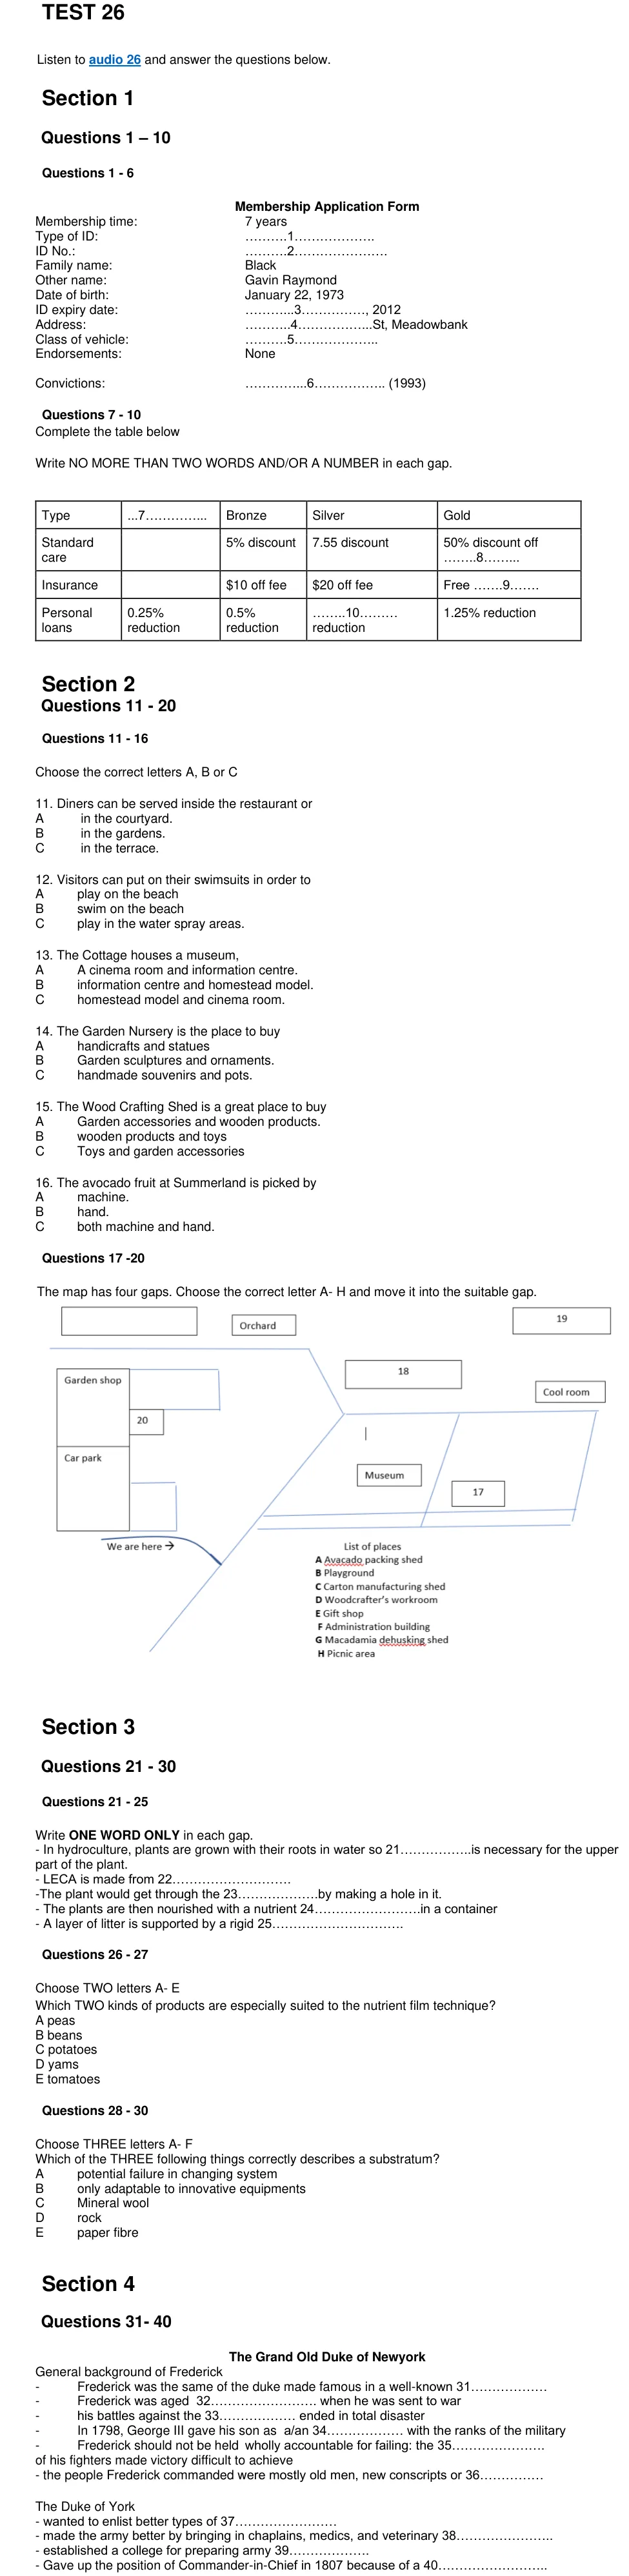 TEST 26
Listen to audio 26 and answer the questions below.
Section 1
Questions 1 – 10
Questions 1 - 6
Membership Application Form
Membership time: 7 years
Type of ID: ……….1……………….
ID No.: ……….2…………………
Family name: Black
Other name: Gavin Raymond
Date of birth: January 22, 1973
ID expiry date: ………...3……………, 2012
Address: ………..4……………...St, Meadowbank
Class of vehicle: ……….5………………..
Endorsements: None
Convictions: …………...6…………….. (1993)
Questions 7 - 10
Complete the table below
Write NO MORE THAN TWO WORDS AND/OR A NUMBER in each gap.
Type ...7…………... Bronze Silver Gold
Standard care 5% discount 7.55 discount 50% discount off ……..8……...
Insurance $10 off fee $20 off fee Free …….9…….
Personal loans 0.25% reduction 0.5% reduction ……..10……… reduction 1.25% reduction
Section 2
Questions 11 - 20
Questions 11 - 16
Choose the correct letters A, B or C
11. Diners can be served inside the restaurant or
A in the courtyard.
B in the gardens.
C in the terrace.
12. Visitors can put on their swimsuits in order to
A play on the beach
B swim on the beach
C play in the water spray areas.
13. The Cottage houses a museum,
A A cinema room and information centre.
B information centre and homestead model.
C homestead model and cinema room.
14. The Garden Nursery is the place to buy
A handicrafts and statues
B Garden sculptures and ornaments.
C handmade souvenirs and pots.
15. The Wood Crafting Shed is a great place to buy
A Garden accessories and wooden products.
B wooden products and toys
C Toys and garden accessories
16. The avocado fruit at Summerland is picked by
A machine.
B hand.
C both machine and hand.
Questions 17 -20
The map has four gaps. Choose the correct letter A- H and move it into the suitable gap.
Orchard
19
18
Garden shop
Cool room
20
Car park
Museum
17
We are here →
List of places
A Avacado packing shed
B Playground
C Carton manufacturing shed
D Woodcrafter's workroom
E Gift shop
F Administration building
G Macadamia dehusking shed
H Picnic area
Section 3
Questions 21 - 30
Questions 21 - 25
Write ONE WORD ONLY in each gap.
- In hydroculture, plants are grown with their roots in water so 21……………..is necessary for the upper
part of the plant.
- LECA is made from 22………………………
-The plant would get through the 23……………….by making a hole in it.
- The plants are then nourished with a nutrient 24…………………….in a container
- A layer of litter is supported by a rigid 25………………………….
Questions 26 - 27
Choose TWO letters A- E
Which TWO kinds of products are especially suited to the nutrient film technique?
A peas
B beans
C potatoes
D yams
E tomatoes
Questions 28 - 30
Choose THREE letters A- F
Which of the THREE following things correctly describes a substratum?
A potential failure in changing system
B only adaptable to innovative equipments
C Mineral wool
D rock
E paper fibre
Section 4
Questions 31- 40
The Grand Old Duke of Newyork
General background of Frederick
- Frederick was the same of the duke made famous in a well-known 31………………
- Frederick was aged 32……………………. when he was sent to war
- his battles against the 33……………… ended in total disaster
- In 1798, George III gave his son as a/an 34……………… with the ranks of the military
- Frederick should not be held wholly accountable for failing: the 35………………….
of his fighters made victory difficult to achieve
- the people Frederick commanded were mostly old men, new conscripts or 36……………
The Duke of York
- wanted to enlist better types of 37……………………
- made the army better by bringing in chaplains, medics, and veterinary 38…………………..
- established a college for preparing army 39……………….
- Gave up the position of Commander-in-Chief in 1807 because of a 40……………………..